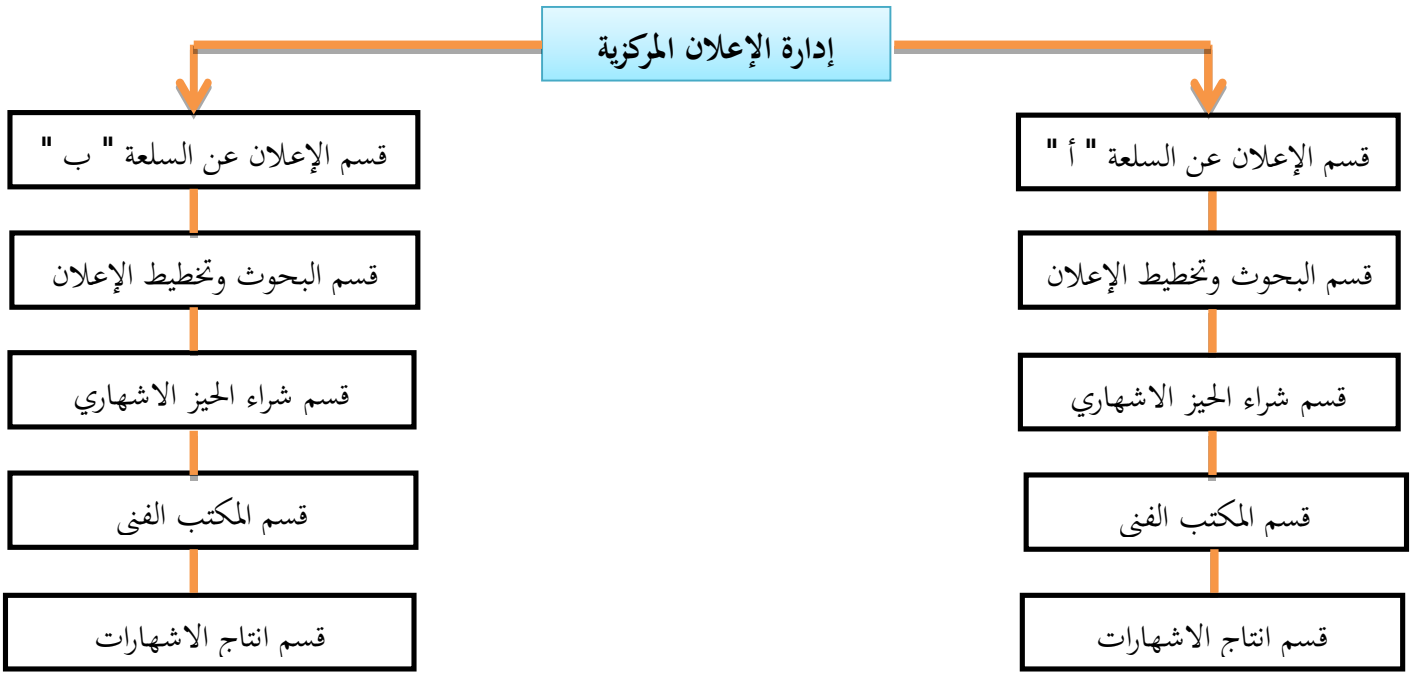 إدارة الإعلان المركزية
قسم الإعلان عن السلعة " أ "
قسم الإعلان عن السلعة " ب "
قسم البحوث وتخطيط الإعلان
قسم البحوث وتخطيط الإعلان
قسم شراء الحيز الاشهاري
قسم شراء الحيز الاشهاري
قسم المكتب الفنى
قسم المكتب الفنى
قسم انتاج الاشهارات
قسم انتاج الاشهارات